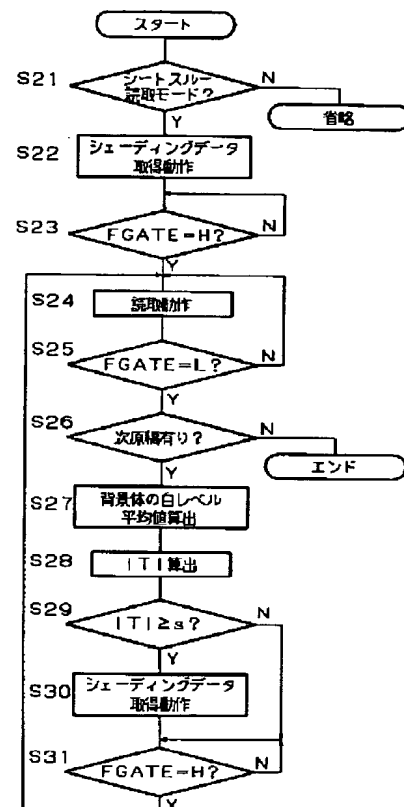 スタート
S21
シートスルー
読取モード?
N
Y
省略
S22
シェーディングデータ
取得動作
S23
FGATE=H?
N
Y
S24
読取動作
S25
FGATE=L?
N
Y
S26
次原稿有り?
N
Y
エンド
S27
背景体の白レベル
平均値算出
S28
|T|算出
S29
|T|≧s?
N
Y
S30
シェーディングデータ
取得動作
S31
FGATE=H?
N
Y